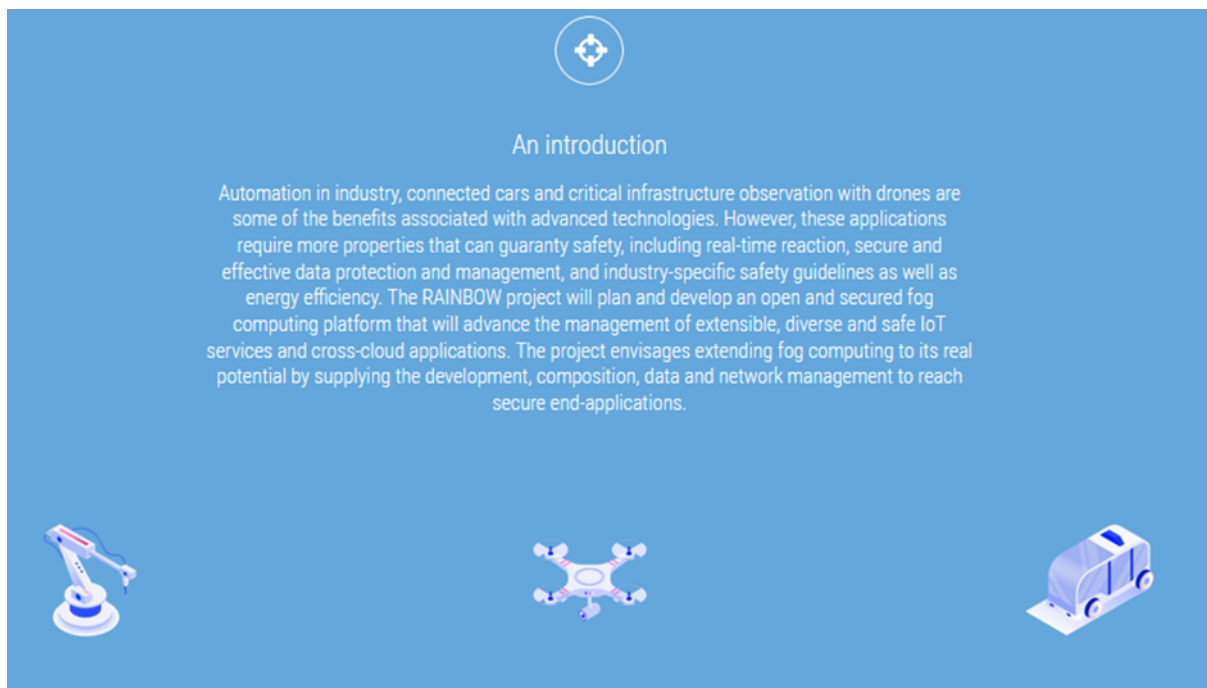 An introduction
Automation in industry, connected cars and critical infrastructure observation with drones are
some of the benefits associated with advanced technologies. However, these applications
require more properties that can guaranty safety, including real-time reaction, secure and
effective data protection and management, and industry-specific safety guidelines as well as
energy efficiency. The RAINBOW project will plan and develop an open and secured fog
computing platform that will advance the management of extensible, diverse and safe IoT
services and cross-cloud applications. The project envisages extending fog computing to its real
potential by supplying the development, composition, data and network management to reach
secure end-applications.